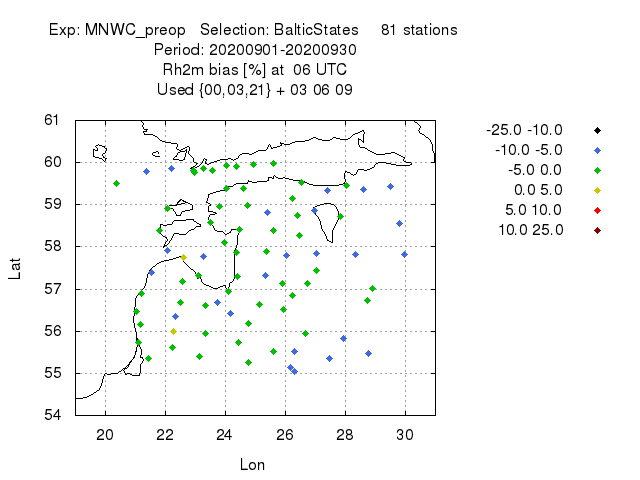 Exp: MNWC_preop Selection: BalticStates 81 stations
Period: 20200901-20200930
Rh2m bias [%] at 06 UTC
Used {00,03,21} + 03 06 09
61
60
59
58
57
56
55
54
20 22 24 26 28 30
Lat
Lon
-25.0 -10.0
-10.0 -5.0
-5.0 0.0
0.0 5.0
5.0 10.0
10.0 25.0